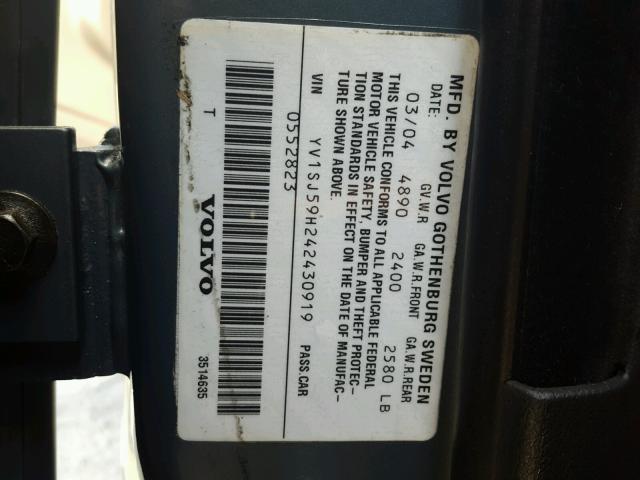 MFD. BY VOLVO GOTHENBURG SWEDEN
DATE: GV.W.R GA.W.R.FRONT GA.W.R.REAR
03/04 4890 2400 2580 LB
THIS VEHICLE CONFORMS TO ALL APPLICABLE FEDERAL
MOTOR VEHICLE SAFETY, BUMPER AND THEFT PROTEC-
TION STANDARDS IN EFFECT ON THE DATE OF MANUFAC-
TURE SHOWN ABOVE.
VIN YV1SJ59H242430919 PASS.CAR
0552823
T VOLVO 3514635